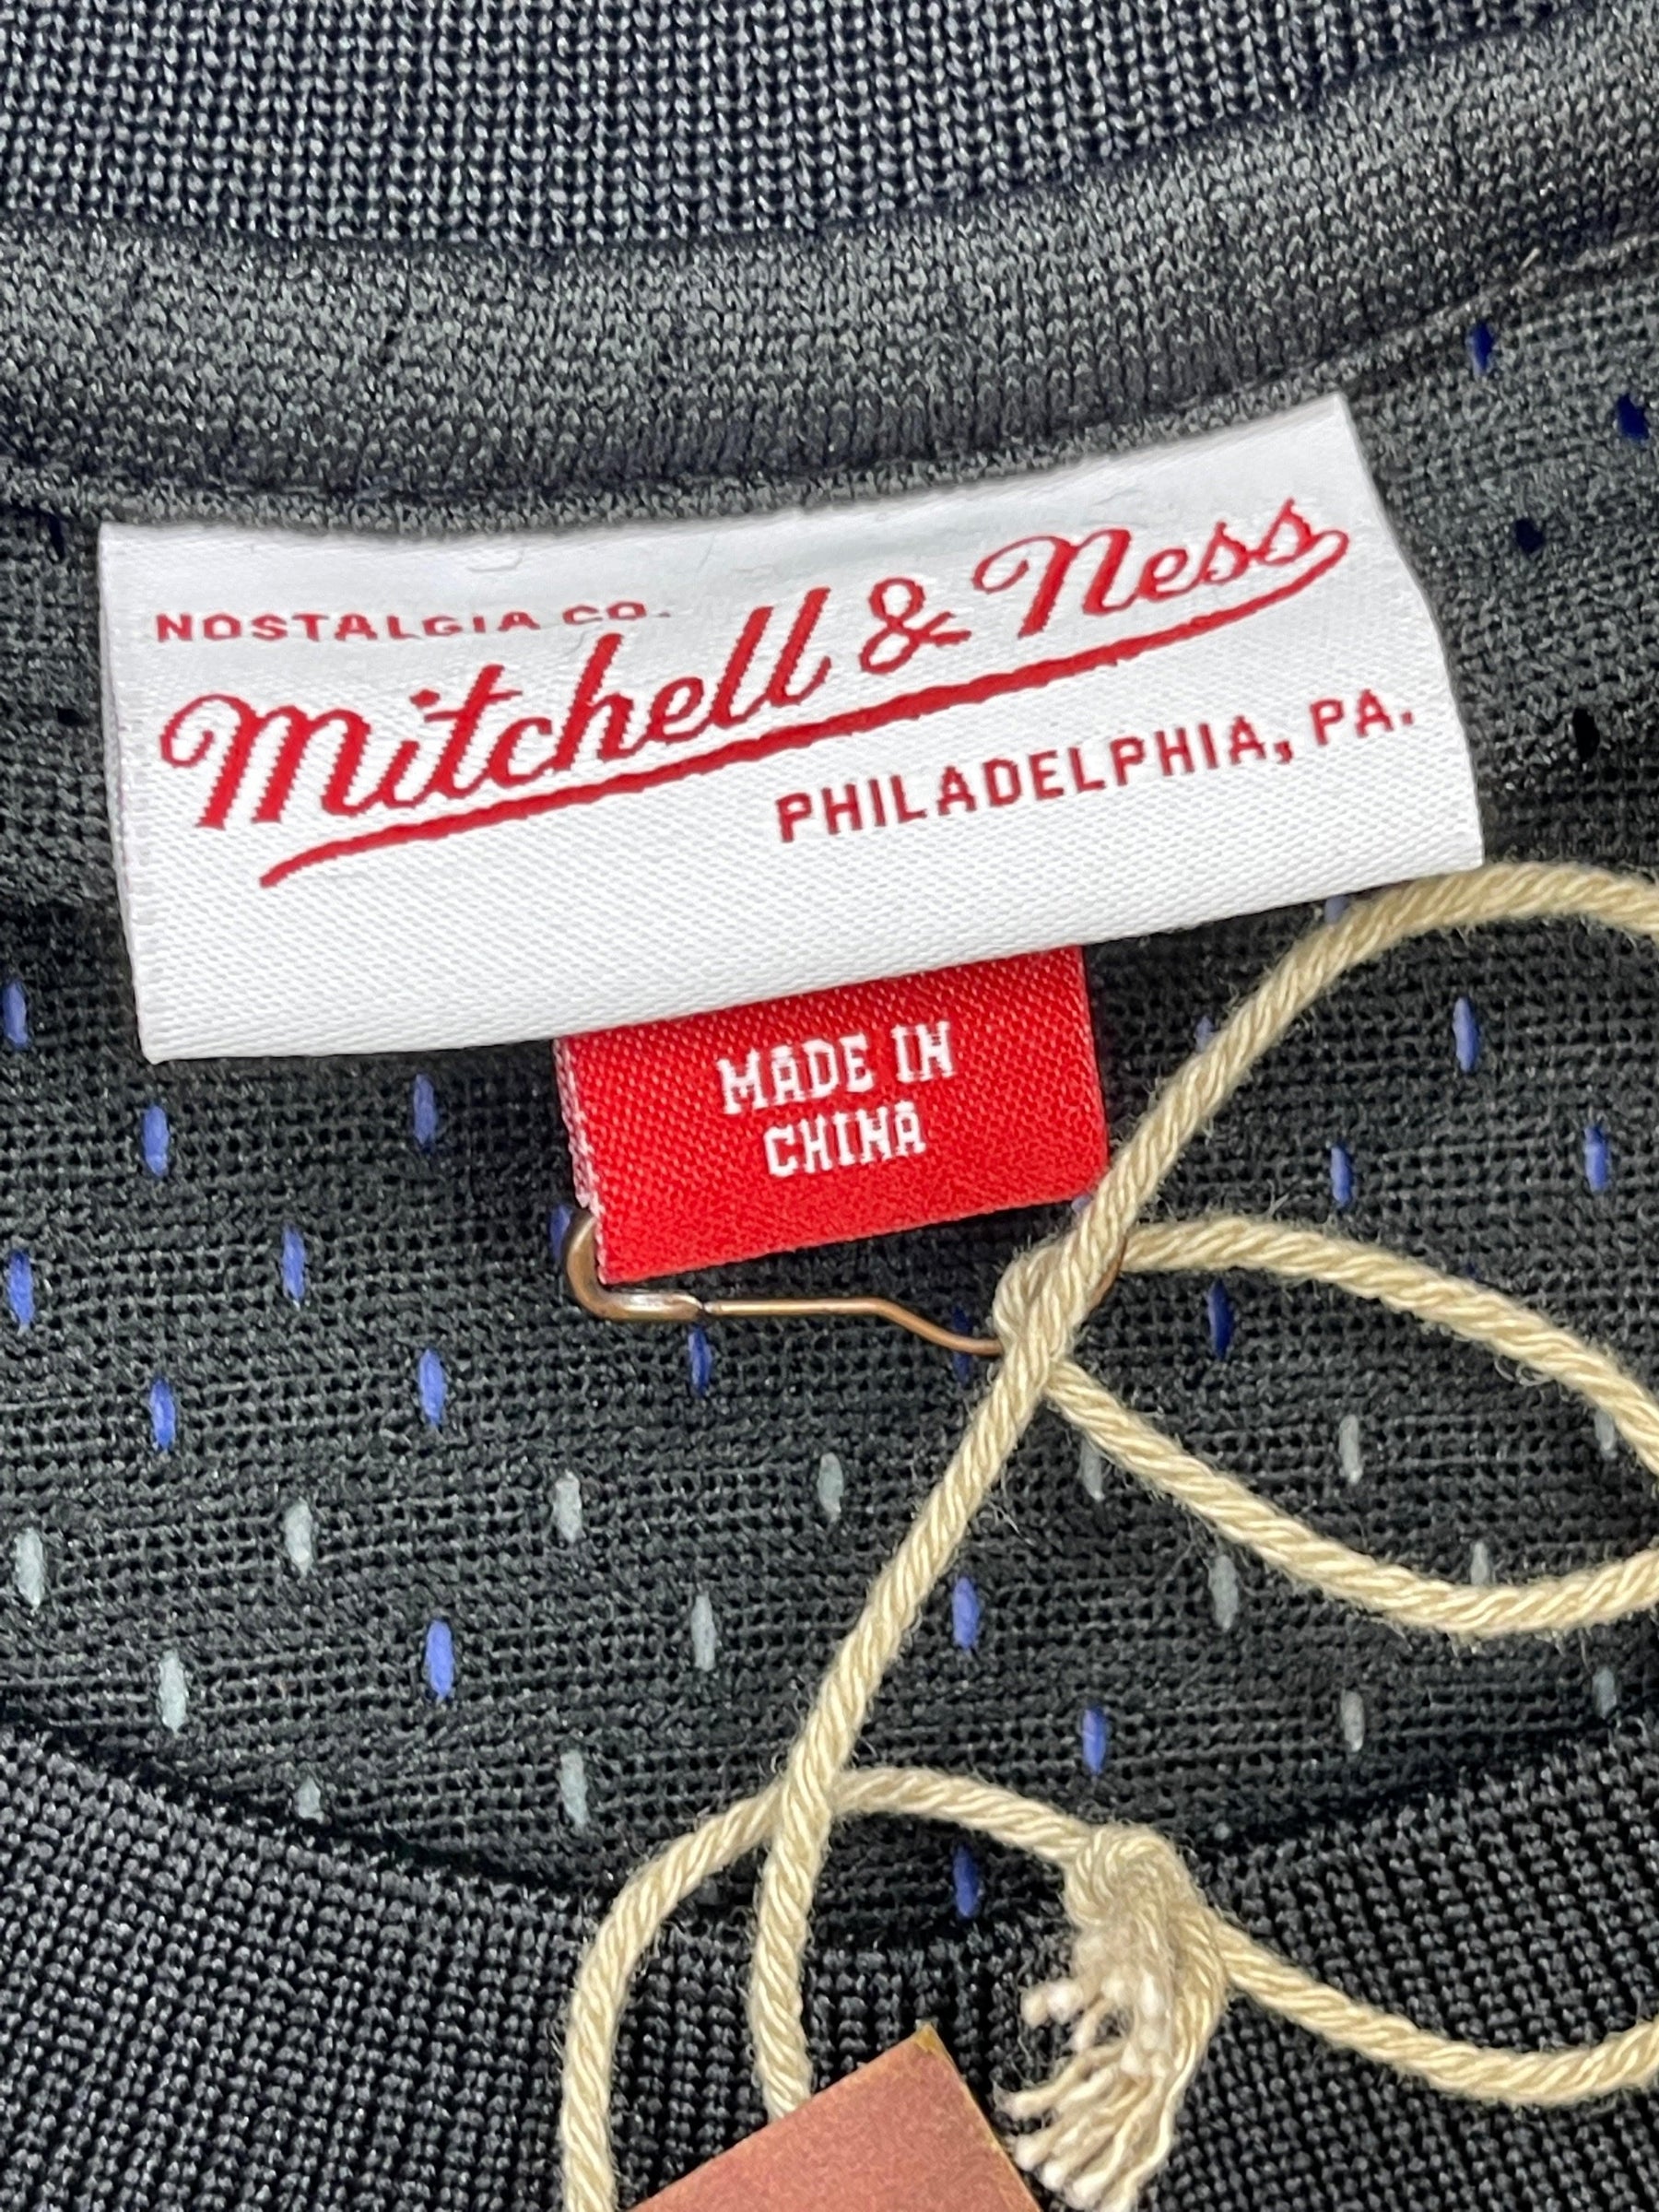 NOSTALGIA CO.
Mitchell & Ness
PHILADELPHIA, PA.
MADE IN
CHINA